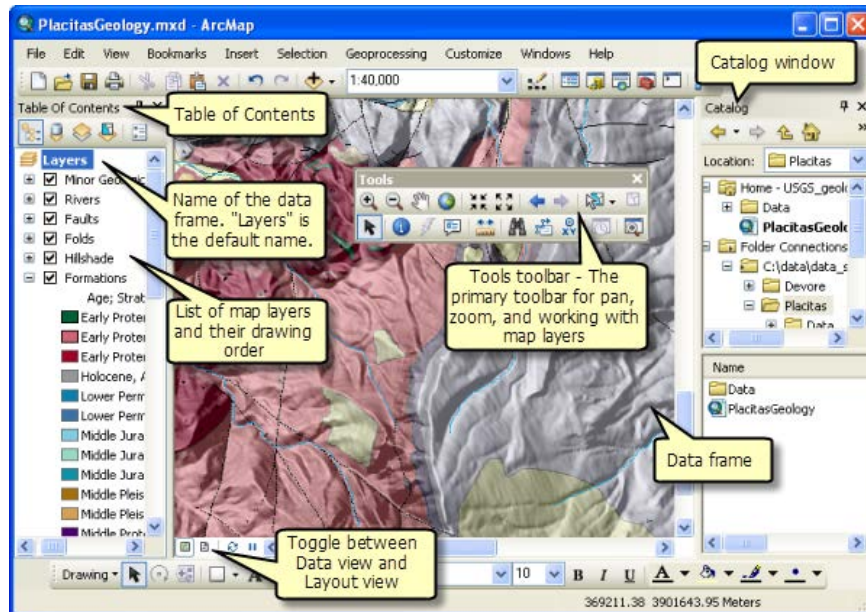 PlacitasGeology.mxd - ArcMap
File Edit View Bookmarks Insert Selection Geoprocessing Customize Windows Help
1:40,000
Catalog window
Table Of Contents
Table of Contents
Catalog
Layers
Location: Placitas
Minor Geologic
Rivers
Faults
Folds
Hillshade
Formations
Name of the data
frame. "Layers" is
the default name.
Tools
Home - USGS_geol
Data
PlacitasGeol
Folder Connections
C:\data\data_s
Devore
Placitas
Data
Tools toolbar - The
primary toolbar for pan,
zoom, and working with
map layers
List of map layers
and their drawing
order
Age; Strat
Early Proter
Early Proter
Early Proter
Holocene, A
Lower Perm
Lower Perm
Middle Jura
Middle Jura
Middle Jura
Middle Pleis
Middle Pleis
Middle Prot
Name
Data
PlacitasGeology
Data frame
Toggle between
Data view and
Layout view
Drawing A 10 B I U A
369211.38 3901643.95 Meters